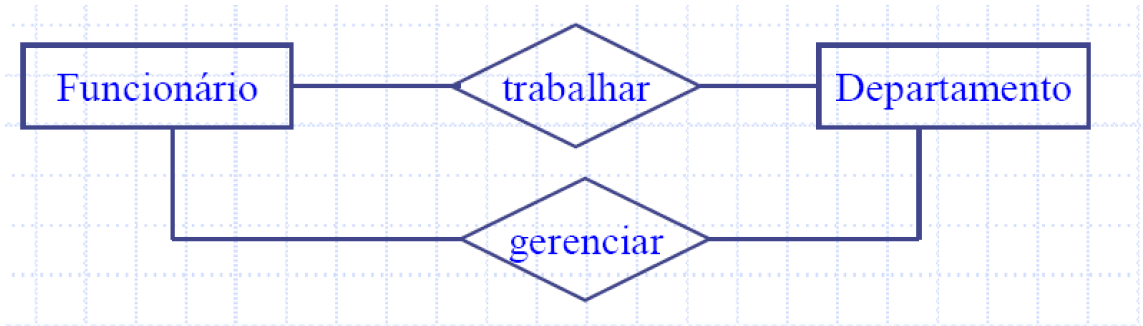 Funcionário
trabalhar
Departamento
gerenciar